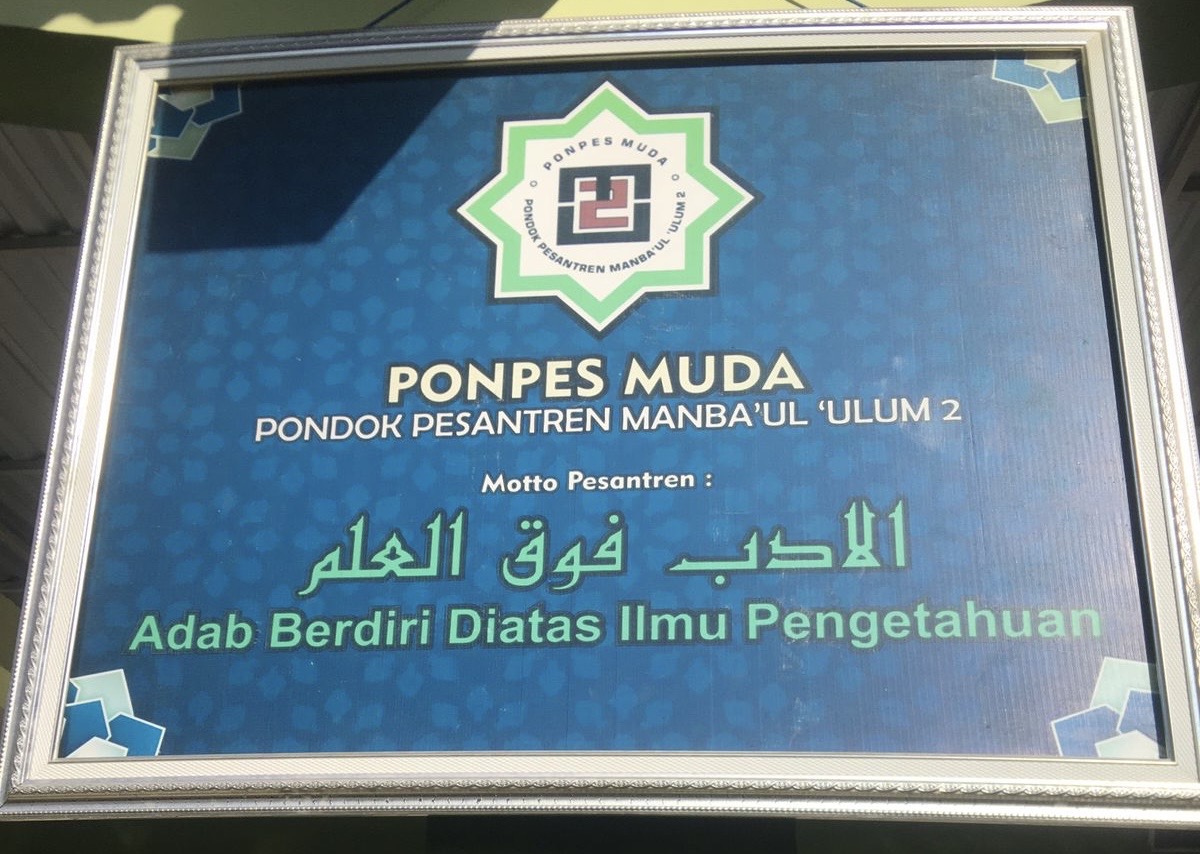 PONPES MUDA
PONDOK PESANTREN MANBA'UL 'ULUM 2
2
PONPES MUDA
PONDOK PESANTREN MANBA'UL 'ULUM 2
Motto Pesantren :
الادب فوق العلم
Adab Berdiri Diatas Ilmu Pengetahuan